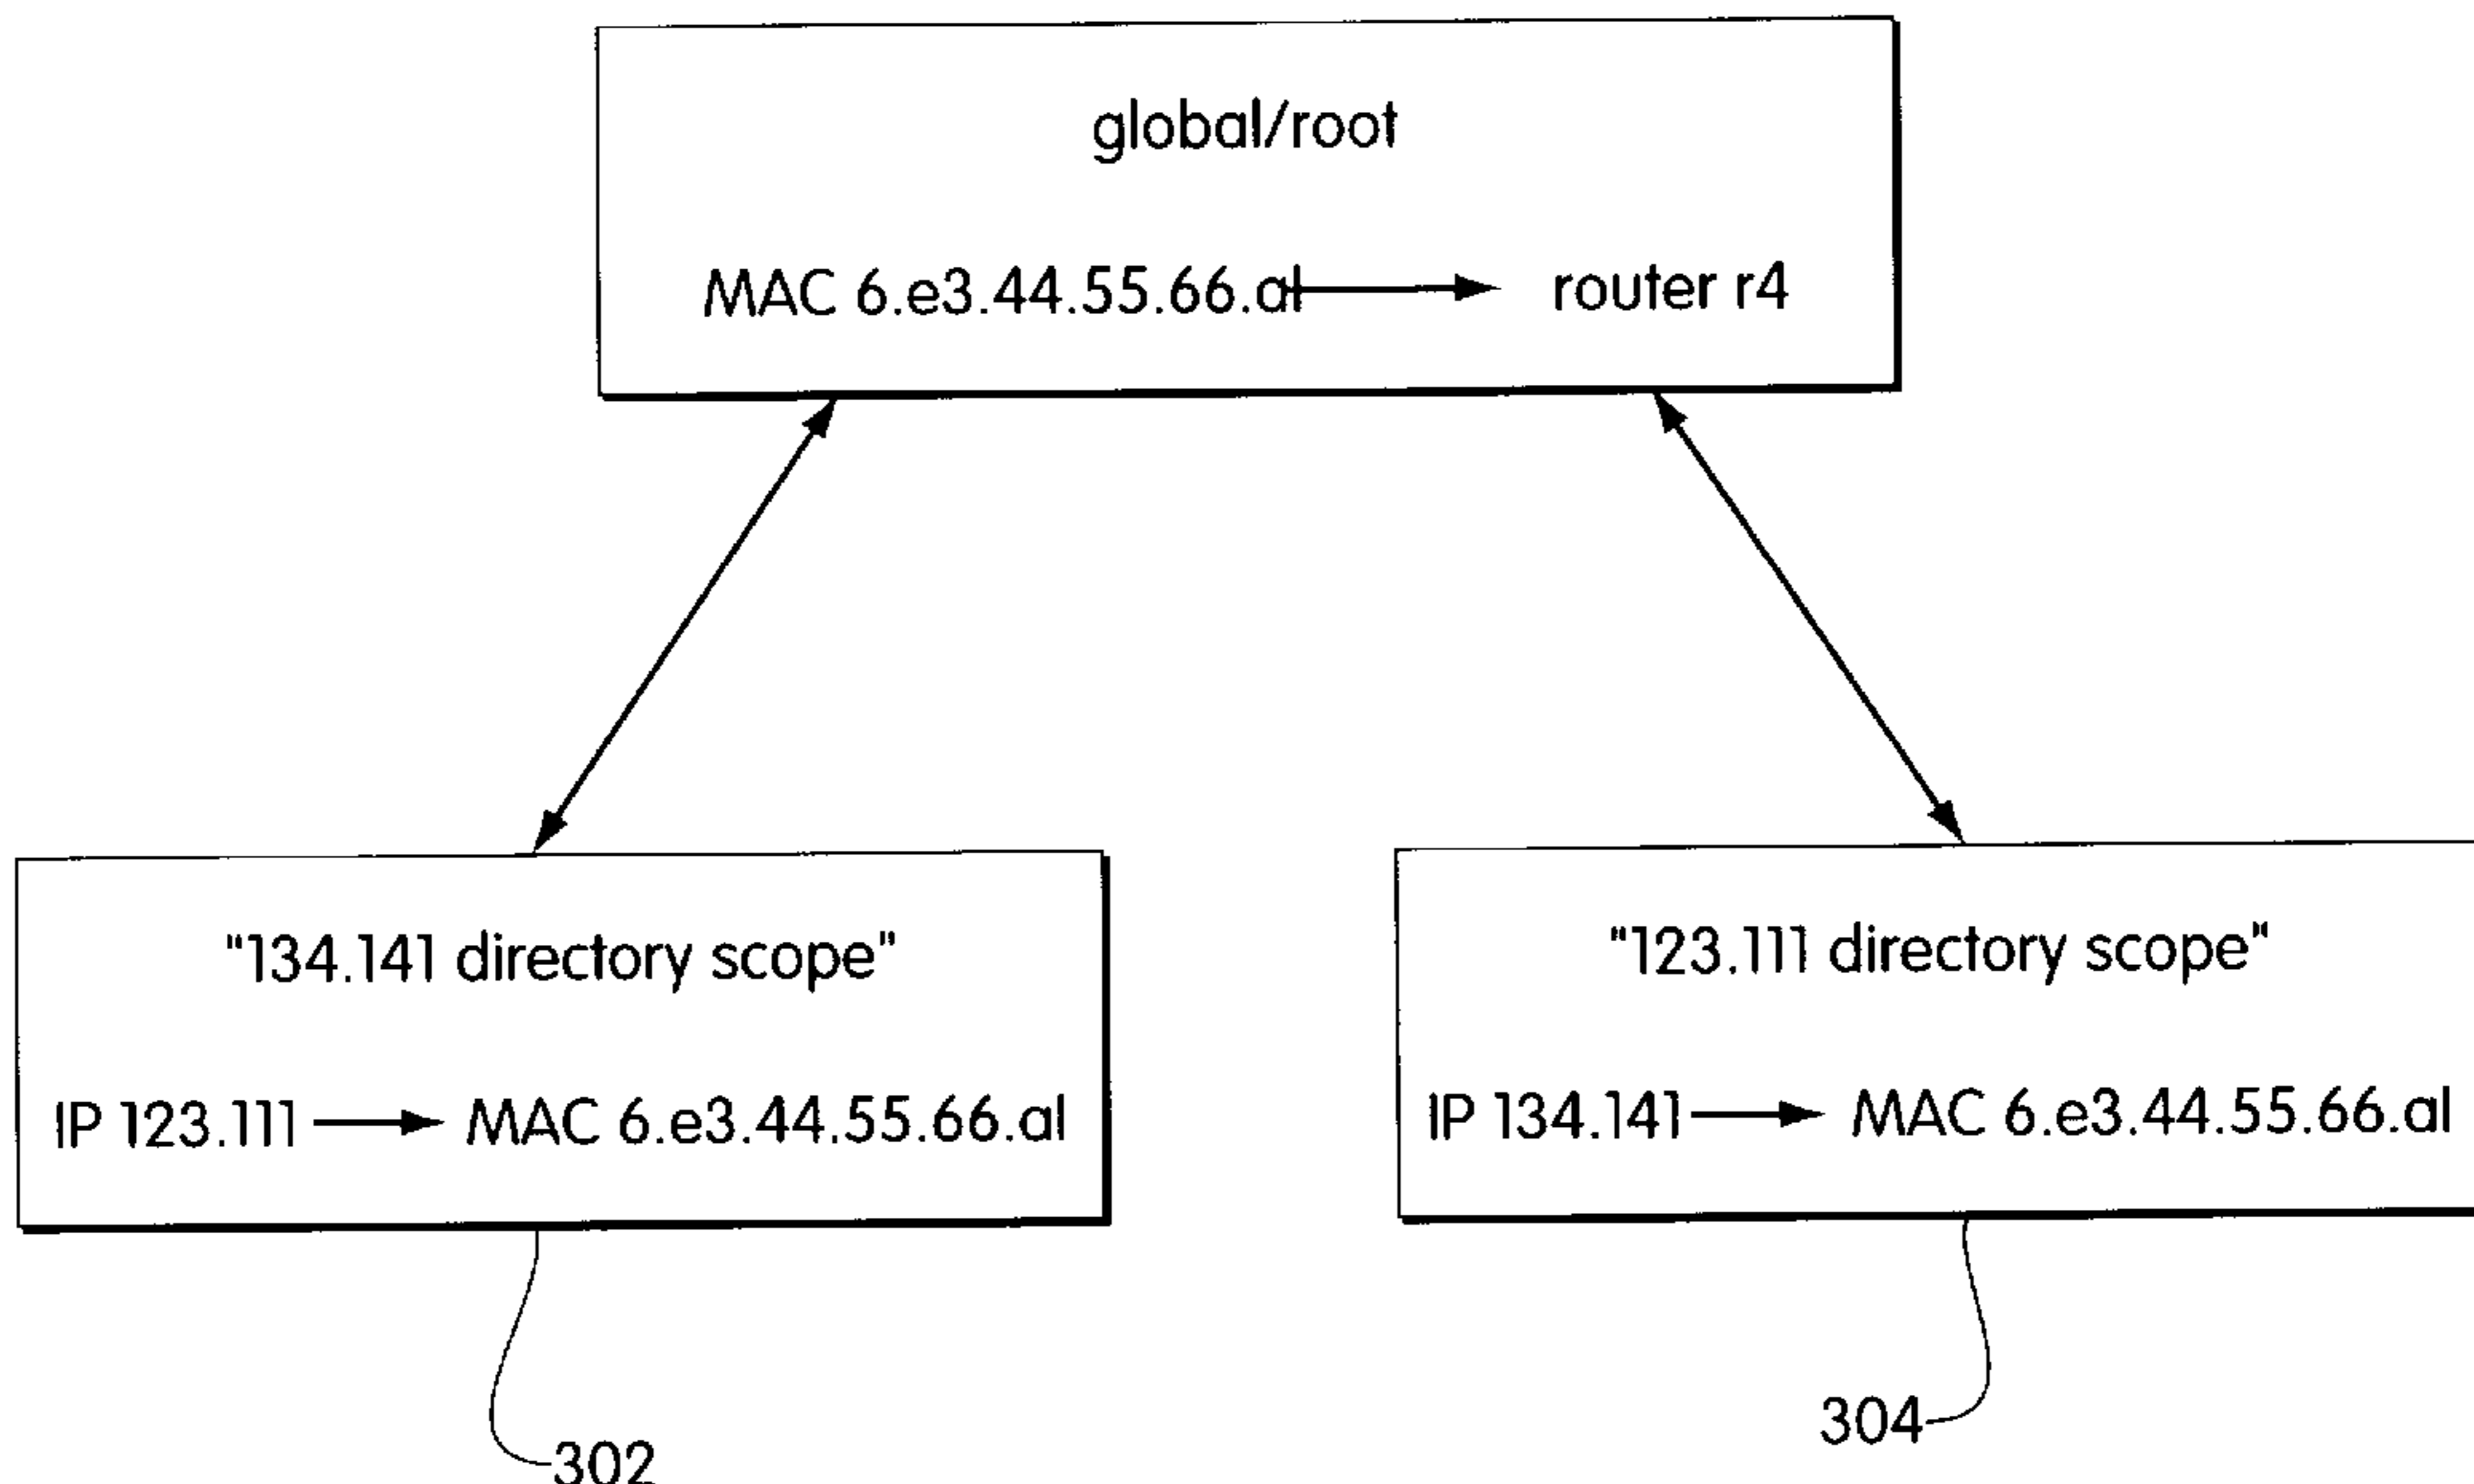 global/root
MAC 6.e3.44.55.66.al → router r4
"134.141 directory scope"
IP 123.111 → MAC 6.e3.44.55.66.al
"123.111 directory scope"
IP 134.141 → MAC 6.e3.44.55.66.al
302
304